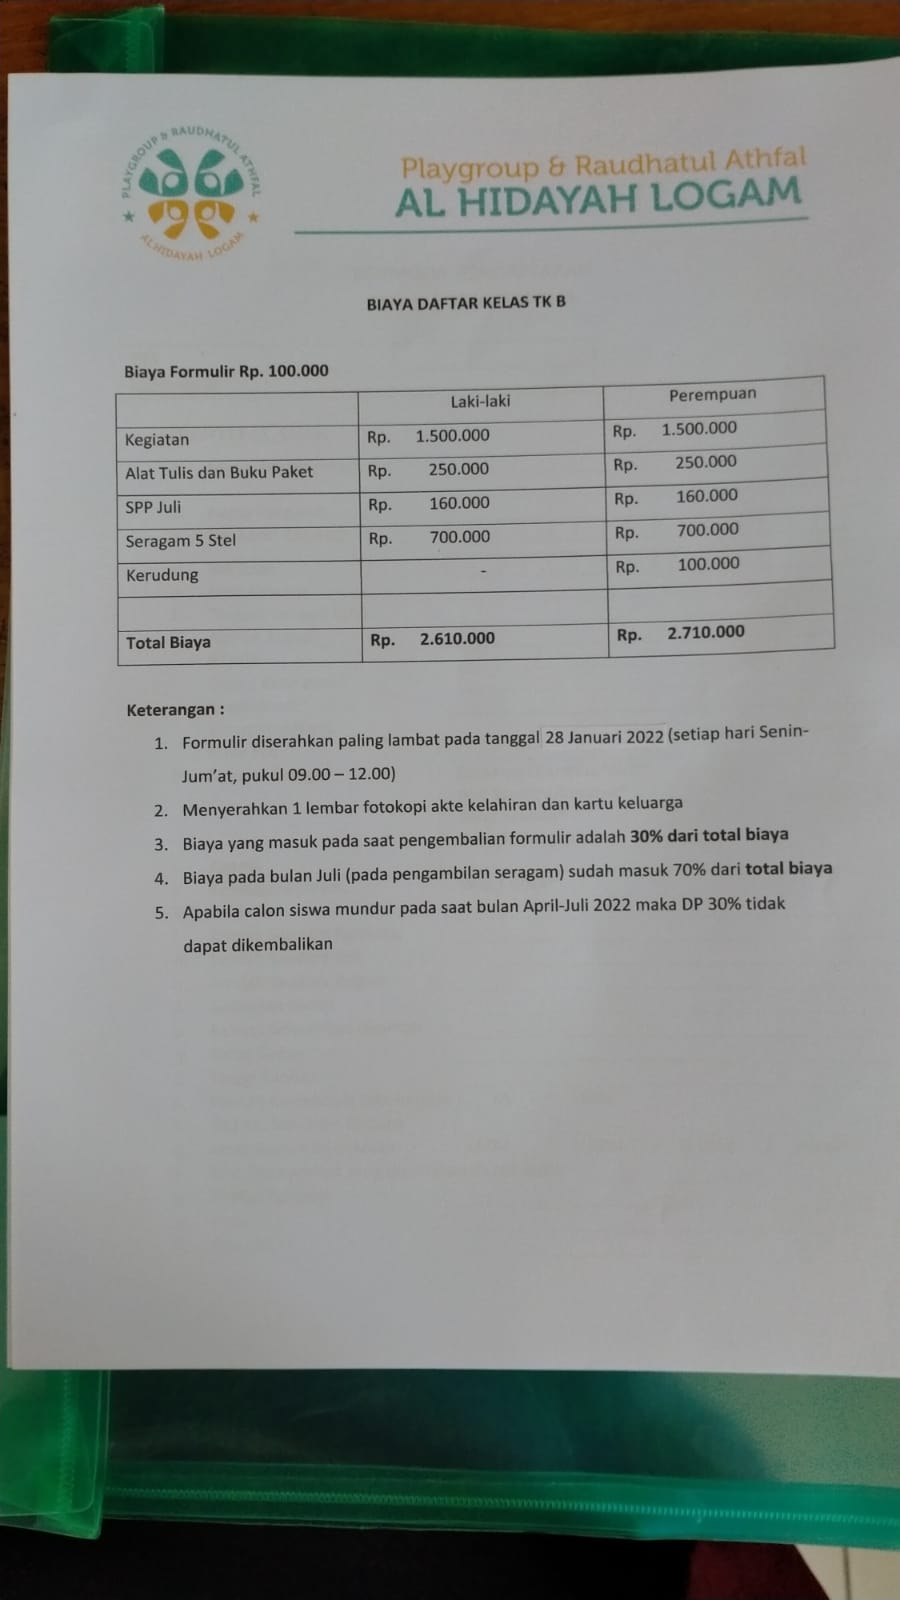 PLAYGROUP & RAUDHATUL ATHFAL
AL HIDAYAH LOGAM
Playgroup & Raudhatul Athfal
AL HIDAYAH LOGAM
BIAYA DAFTAR KELAS TK B
Biaya Formulir Rp. 100.000
Laki-laki Perempuan
Kegiatan Rp. 1.500.000 Rp. 1.500.000
Alat Tulis dan Buku Paket Rp. 250.000 Rp. 250.000
SPP Juli Rp. 160.000 Rp. 160.000
Seragam 5 Stel Rp. 700.000 Rp. 700.000
Kerudung - Rp. 100.000
Total Biaya Rp. 2.610.000 Rp. 2.710.000
Keterangan :
1. Formulir diserahkan paling lambat pada tanggal 28 Januari 2022 (setiap hari Senin-
Jum'at, pukul 09.00 – 12.00)
2. Menyerahkan 1 lembar fotokopi akte kelahiran dan kartu keluarga
3. Biaya yang masuk pada saat pengembalian formulir adalah 30% dari total biaya
4. Biaya pada bulan Juli (pada pengambilan seragam) sudah masuk 70% dari total biaya
5. Apabila calon siswa mundur pada saat bulan April-Juli 2022 maka DP 30% tidak
dapat dikembalikan